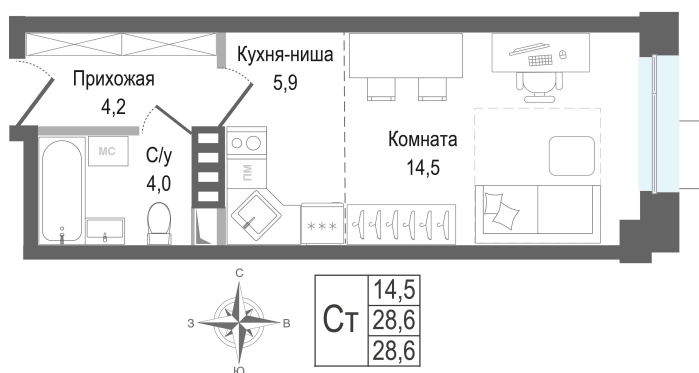 Прихожая
4,2
Кухня-ниша
5,9
Комната
14,5
С/у
4,0
МС
ПМ
***
С
З
В
Ю
Ст
14,5
28,6
28,6